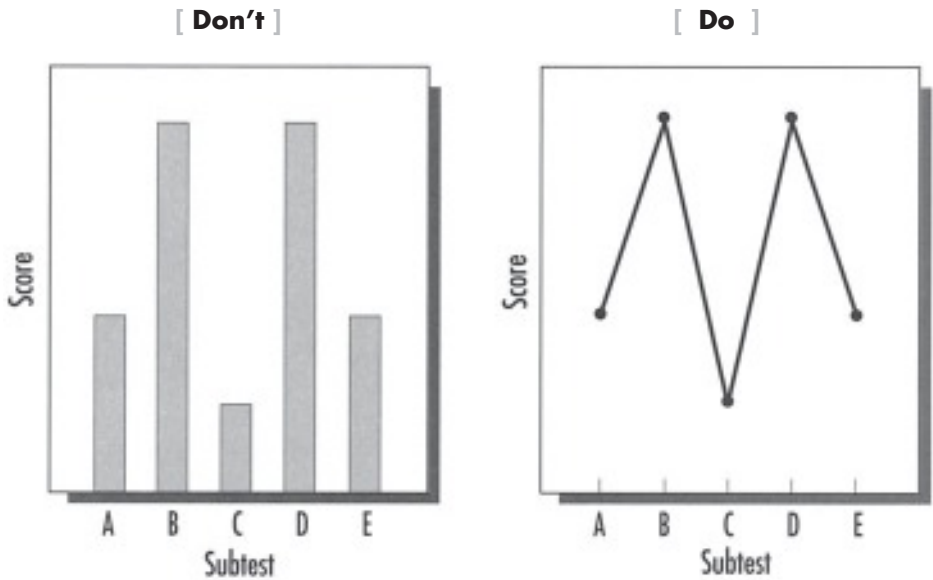 [ Don't ]
[ Do ]
Score
A B C D E
Subtest
Score
A B C D E
Subtest